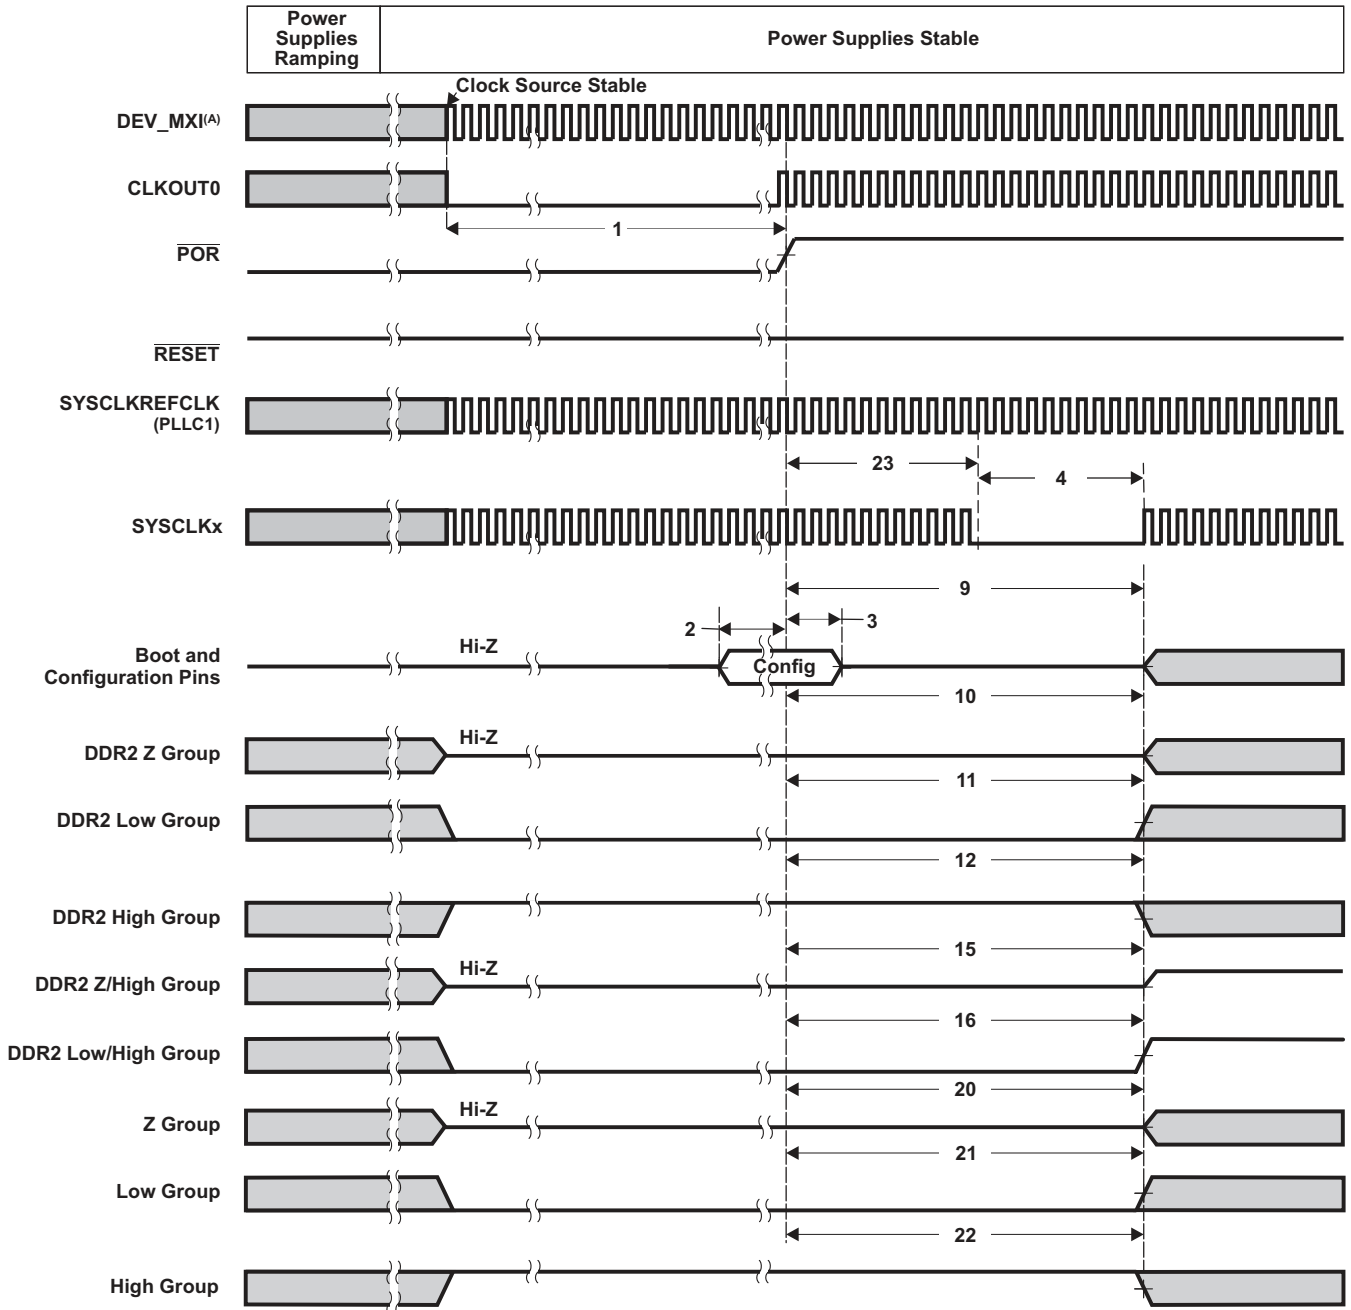 Power
Supplies
Ramping
Power Supplies Stable
Clock Source Stable
DEV_MXI(A)
CLKOUT0
1
POR
RESET
SYSCLKREFCLK
(PLLC1)
23
4
SYSCLKx
9
2
3
Hi-Z
Boot and
Configuration Pins
Config
10
Hi-Z
DDR2 Z Group
11
DDR2 Low Group
12
DDR2 High Group
15
Hi-Z
DDR2 Z/High Group
16
DDR2 Low/High Group
20
Hi-Z
Z Group
21
Low Group
22
High Group